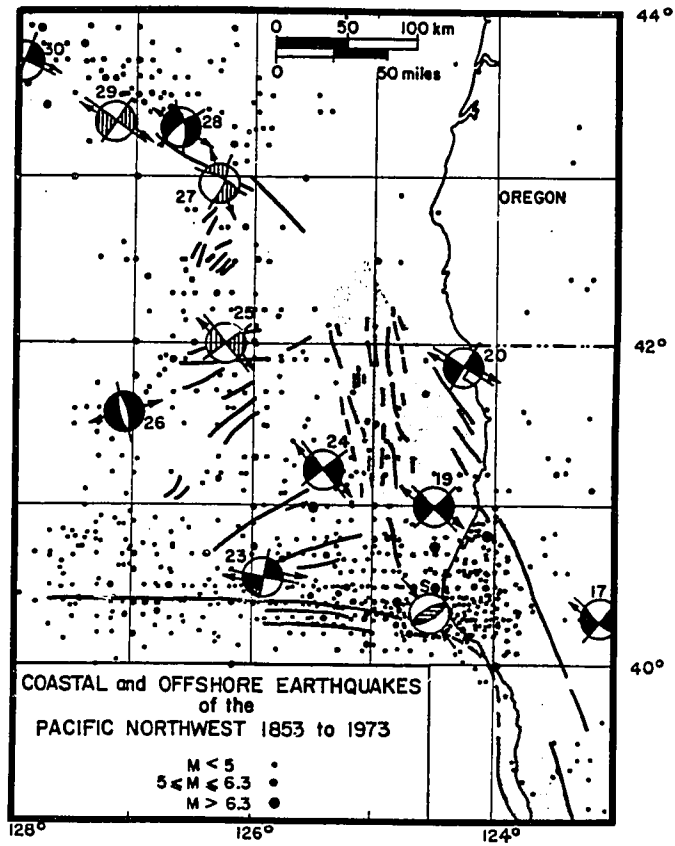 44°
0 50 100 km
0 50 miles
30
29
28
27
OREGON
25
42°
20
26
24
19
23
17
40°
COASTAL and OFFSHORE EARTHQUAKES
of the
PACIFIC NORTHWEST 1853 to 1973
M < 5
5 ≤ M ≤ 6.3
M > 6.3
128°
126°
124°